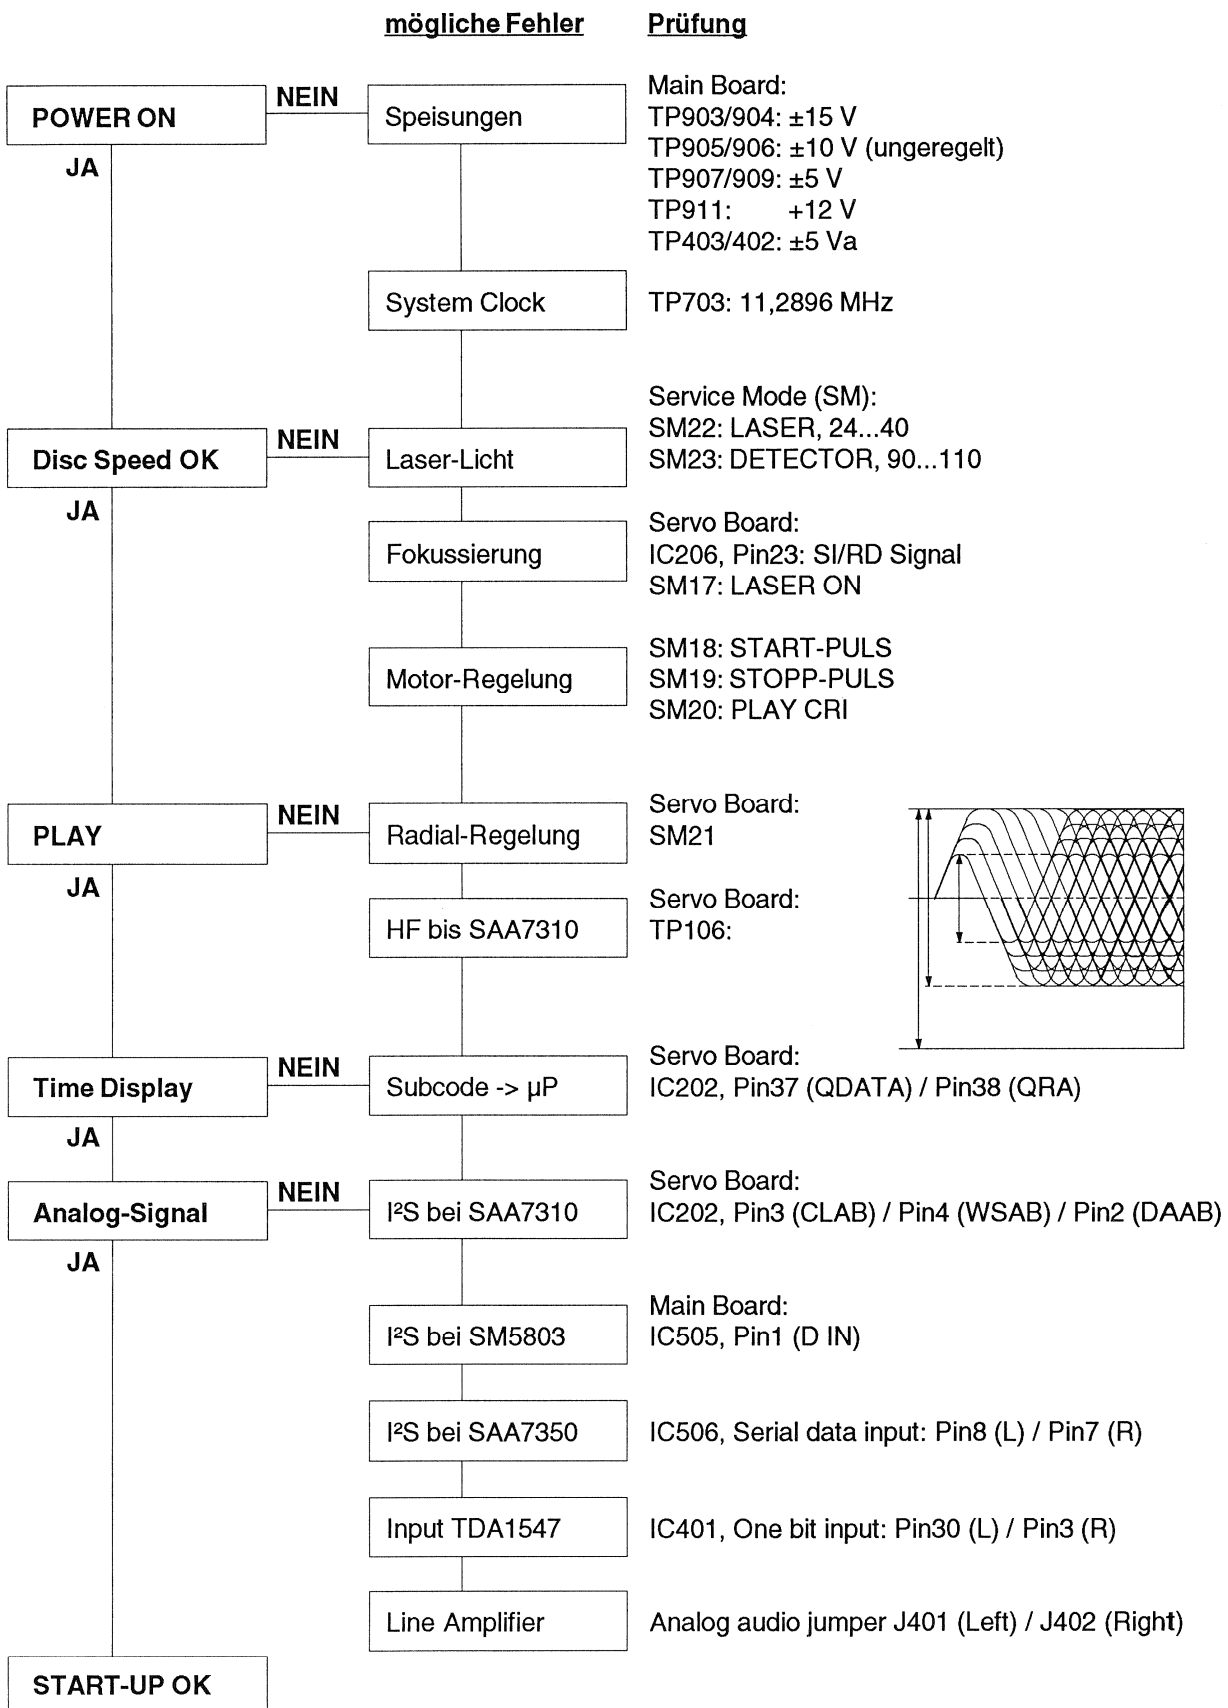 mögliche Fehler
Prüfung
POWER ON
NEIN
JA
Speisungen
Main Board:
TP903/904: ±15 V
TP905/906: ±10 V (ungeregelt)
TP907/909: ±5 V
TP911: +12 V
TP403/402: ±5 Va
System Clock
TP703: 11,2896 MHz
Disc Speed OK
NEIN
JA
Laser-Licht
Service Mode (SM):
SM22: LASER, 24...40
SM23: DETECTOR, 90...110
Fokussierung
Servo Board:
IC206, Pin23: SI/RD Signal
SM17: LASER ON
Motor-Regelung
SM18: START-PULS
SM19: STOPP-PULS
SM20: PLAY CRI
PLAY
NEIN
JA
Radial-Regelung
Servo Board:
SM21
HF bis SAA7310
Servo Board:
TP106:
Time Display
NEIN
JA
Subcode -> µP
Servo Board:
IC202, Pin37 (QDATA) / Pin38 (QRA)
Analog-Signal
NEIN
JA
I²S bei SAA7310
Servo Board:
IC202, Pin3 (CLAB) / Pin4 (WSAB) / Pin2 (DAAB)
I²S bei SM5803
Main Board:
IC505, Pin1 (D IN)
I²S bei SAA7350
IC506, Serial data input: Pin8 (L) / Pin7 (R)
Input TDA1547
IC401, One bit input: Pin30 (L) / Pin3 (R)
Line Amplifier
Analog audio jumper J401 (Left) / J402 (Right)
START-UP OK